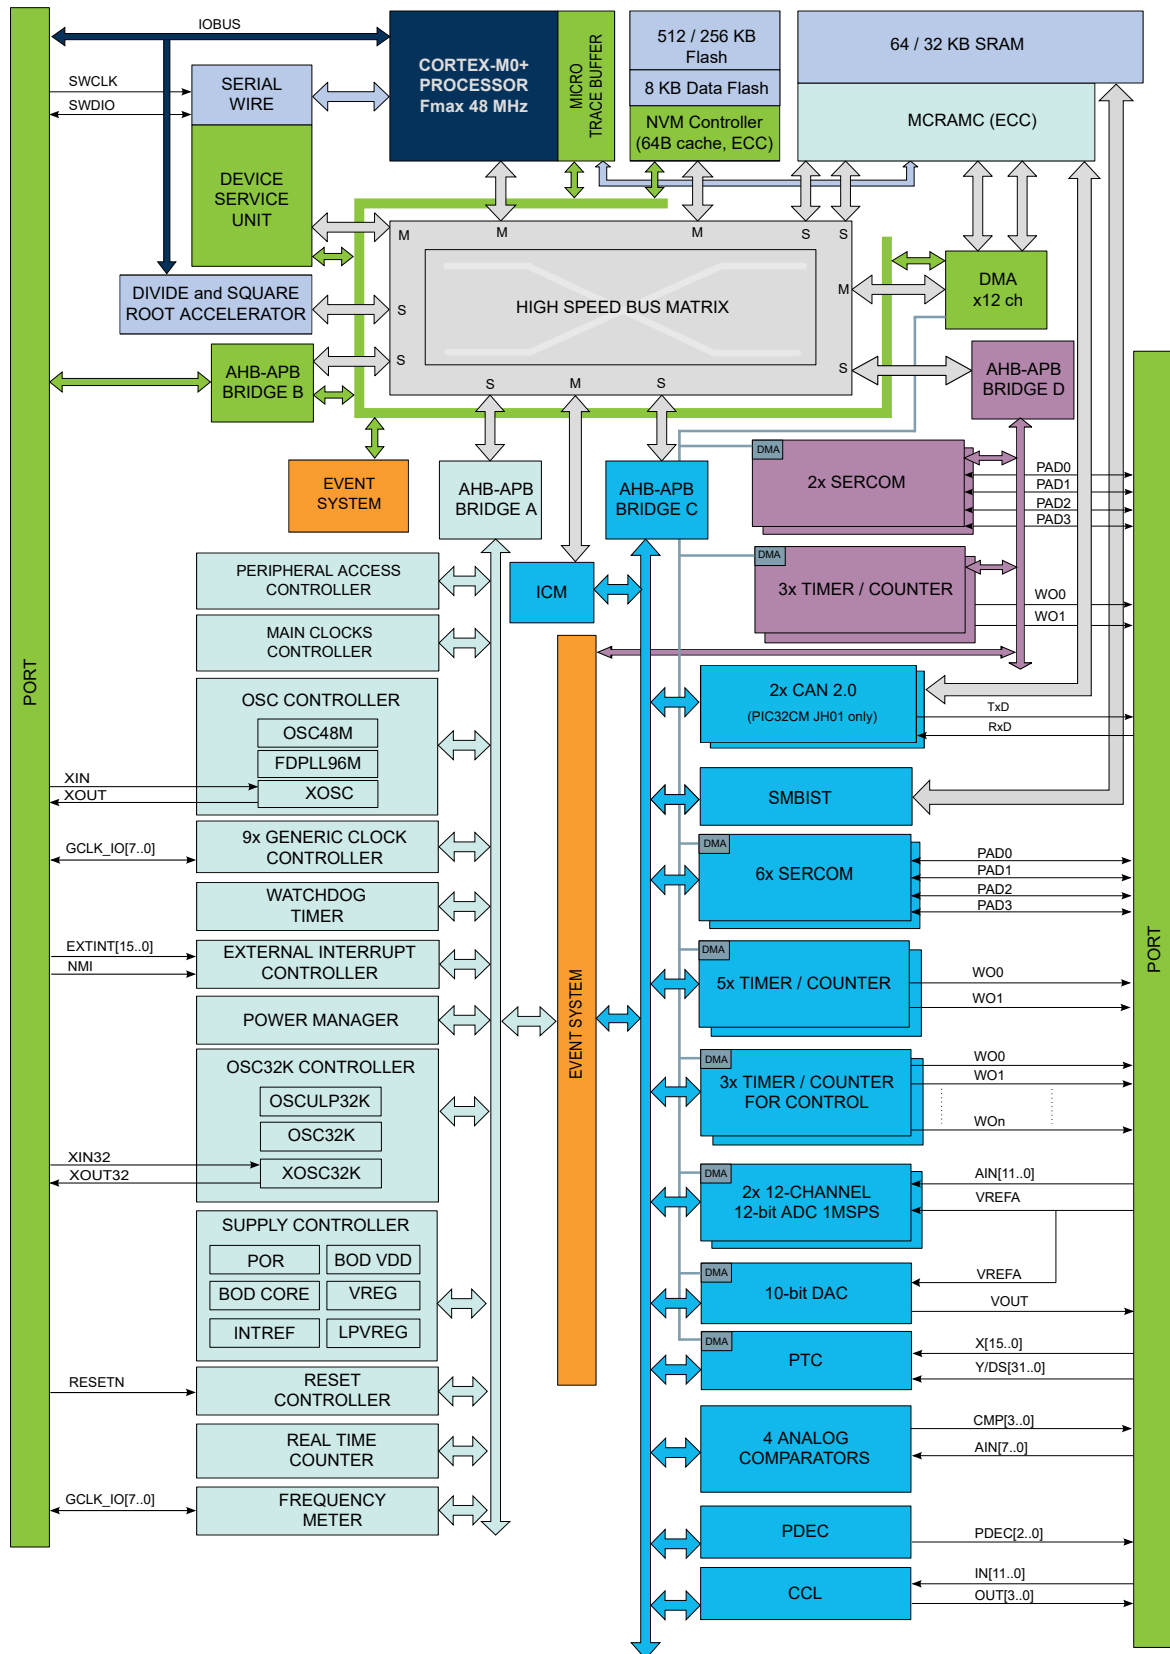 IOBUS
SWCLK
SWDIO
SERIAL
WIRE
DEVICE
SERVICE
UNIT
CORTEX-M0+
PROCESSOR
Fmax 48 MHz
MICRO
TRACE BUFFER
512 / 256 KB
Flash
8 KB Data Flash
NVM Controller
(64B cache, ECC)
64 / 32 KB SRAM
MCRAMC (ECC)
M
M
M
S
S
DIVIDE and SQUARE
ROOT ACCELERATOR
S
HIGH SPEED BUS MATRIX
M
DMA
x12 ch
AHB-APB
BRIDGE B
S
S
M
S
S
AHB-APB
BRIDGE D
EVENT
SYSTEM
AHB-APB
BRIDGE A
AHB-APB
BRIDGE C
DMA
2x SERCOM
PAD0
PAD1
PAD2
PAD3
DMA
3x TIMER / COUNTER
WO0
WO1
ICM
PERIPHERAL ACCESS
CONTROLLER
MAIN CLOCKS
CONTROLLER
PORT
OSC CONTROLLER
OSC48M
FDPLL96M
XOSC
XIN
XOUT
GCLK_IO[7..0]
9x GENERIC CLOCK
CONTROLLER
WATCHDOG
TIMER
EXTINT[15..0]
NMI
EXTERNAL INTERRUPT
CONTROLLER
POWER MANAGER
OSC32K CONTROLLER
OSCULP32K
OSC32K
XOSC32K
XIN32
XOUT32
SUPPLY CONTROLLER
POR
BOD VDD
BOD CORE
VREG
INTREF
LPVREG
RESETN
RESET
CONTROLLER
REAL TIME
COUNTER
GCLK_IO[7..0]
FREQUENCY
METER
EVENT SYSTEM
2x CAN 2.0
(PIC32CM JH01 only)
TxD
RxD
SMBIST
DMA
6x SERCOM
PAD0
PAD1
PAD2
PAD3
DMA
5x TIMER / COUNTER
WO0
WO1
DMA
3x TIMER / COUNTER
FOR CONTROL
WO0
WO1
WOn
DMA
2x 12-CHANNEL
12-bit ADC 1MSPS
AIN[11..0]
VREFA
DMA
10-bit DAC
VREFA
VOUT
DMA
PTC
X[15..0]
Y/DS[31..0]
4 ANALOG
COMPARATORS
CMP[3..0]
AIN[7..0]
PDEC
PDEC[2..0]
CCL
IN[11..0]
OUT[3..0]
PORT